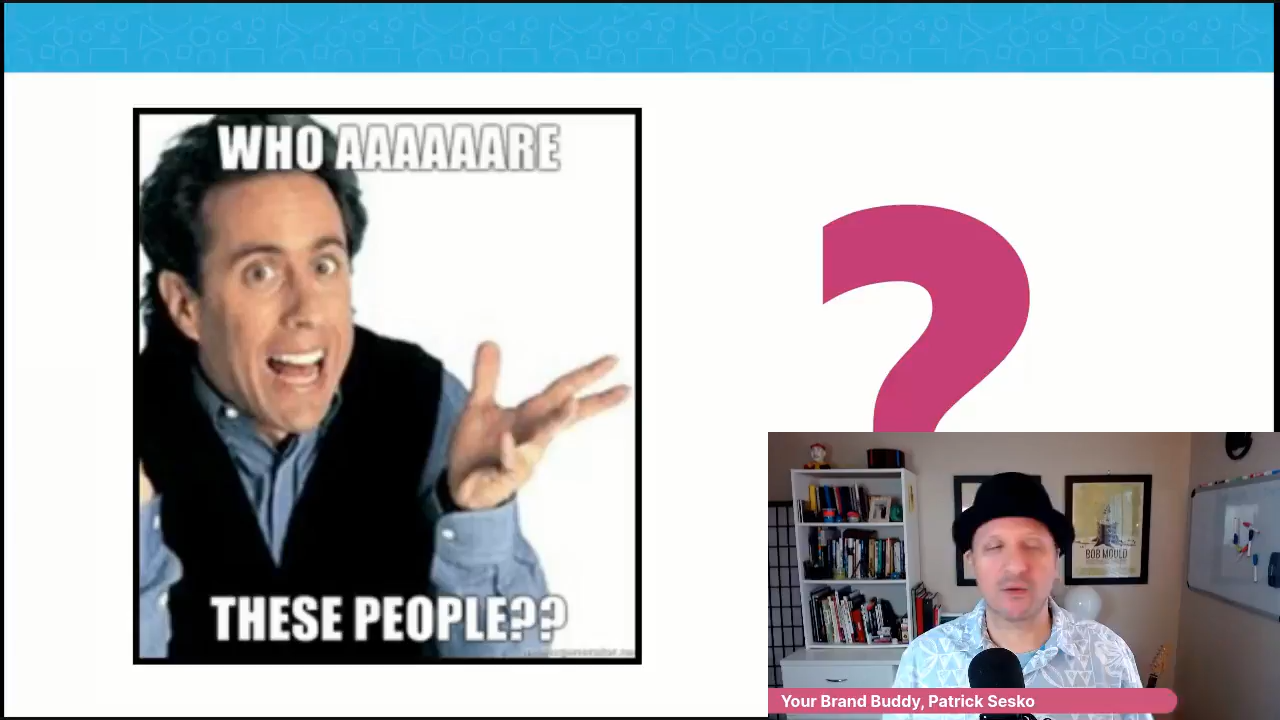 WHO AAAAAARE
THESE PEOPLE??
BOB MOULD
Your Brand Buddy, Patrick Sesko